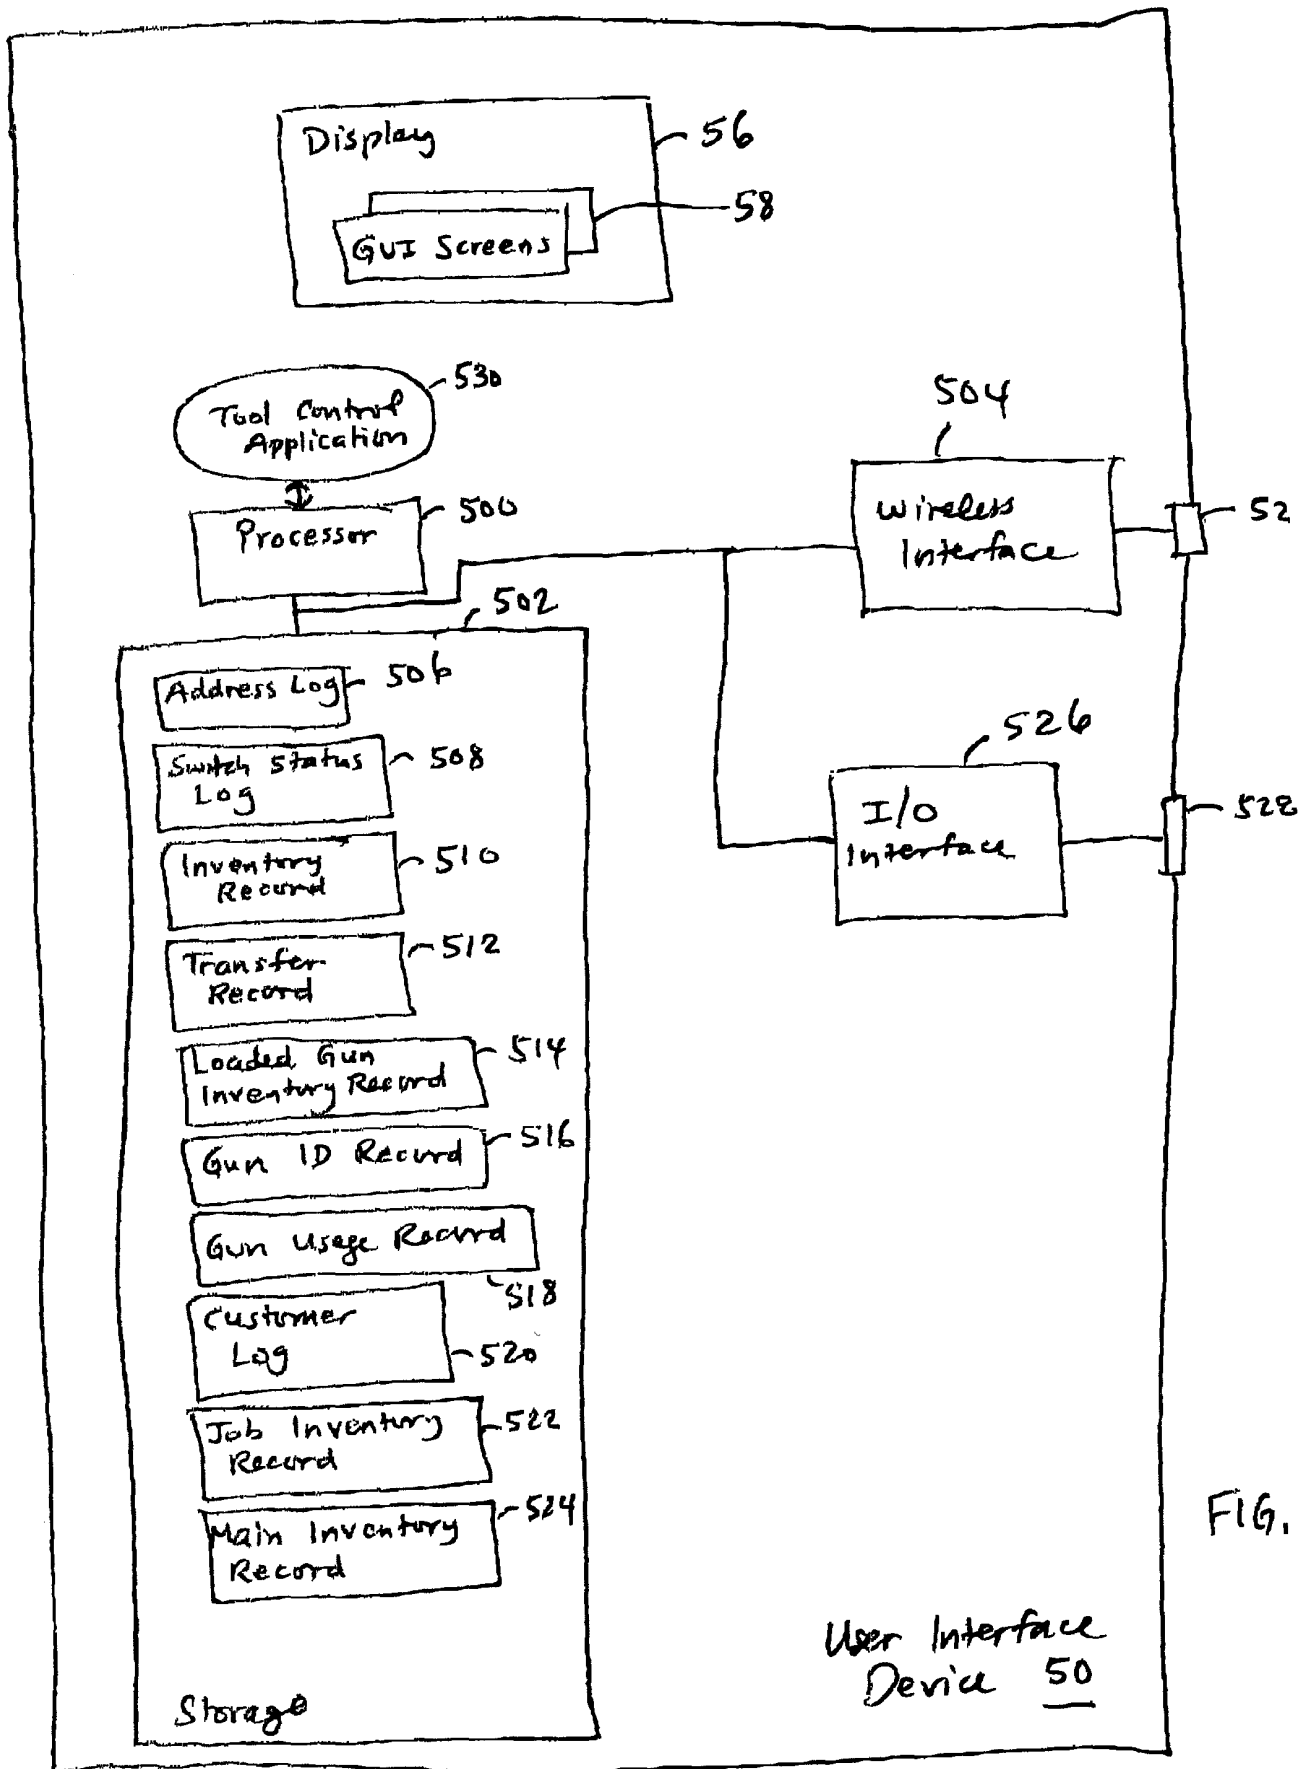 Display
56
58
GUI Screens
530
Tool Control
Application
504
Processor
500
Wireless
Interface
52
502
Address Log
506
Switch Status
Log
508
526
I/O
Interface
528
Inventory
Record
510
Transfer
Record
512
Loaded Gun
Inventory Record
514
Gun ID Record
516
Gun Usage Record
518
Customer
Log
520
Job Inventory
Record
522
Main Inventory
Record
524
FIG.
User Interface
Device 50
Storage